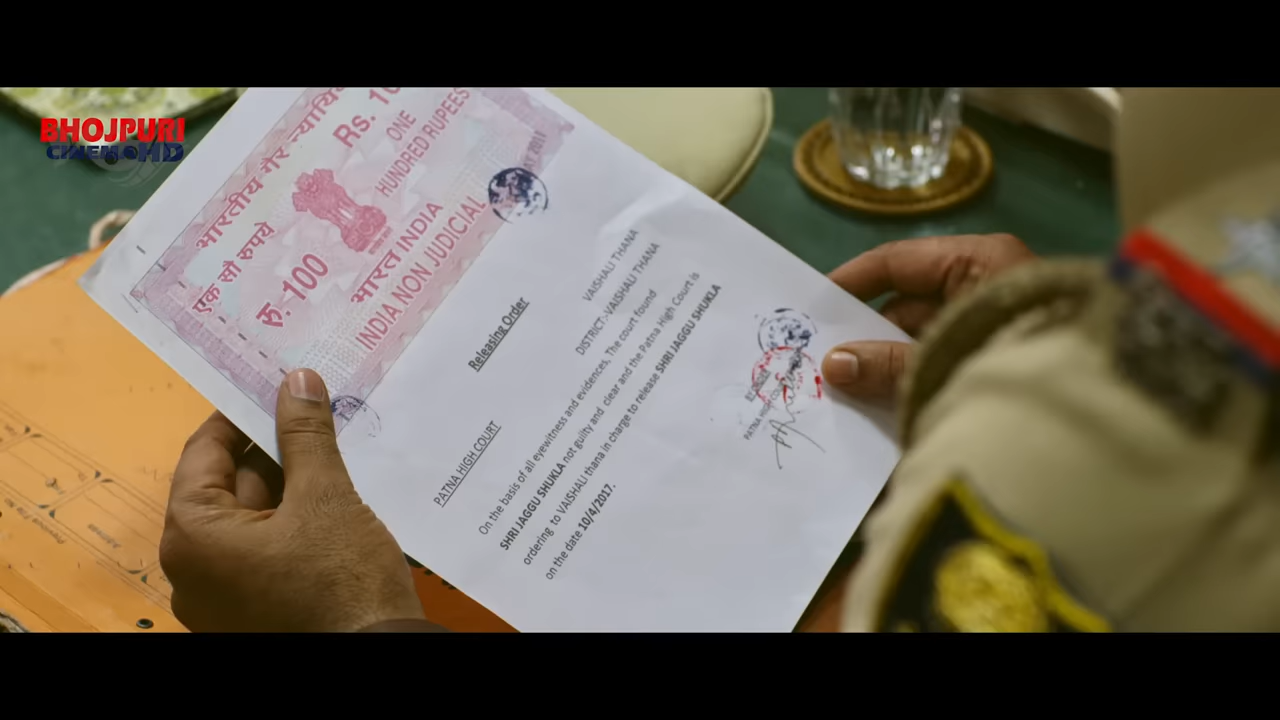 BHOJPURI
CINEMA HD
भारतीय गैर न्यायिक
एक सौ रुपये
रु. 100
Rs. 10
ONE
HUNDRED RUPEES
भारत INDIA
INDIA NON JUDICIAL
Releasing Order
PATNA HIGH COURT
VAISHALI THANA
DISTRICT:-VAISHALI THANA
On the basis of all eyewitness and evidences, The court found
SHRI JAGGU SHUKLA not guilty and clear and the Patna High Court is
ordering to VAISHALI thana in charge to release SHRI JAGGU SHUKLA
on the date 10/4/2017.
PATNA HIGH COURT